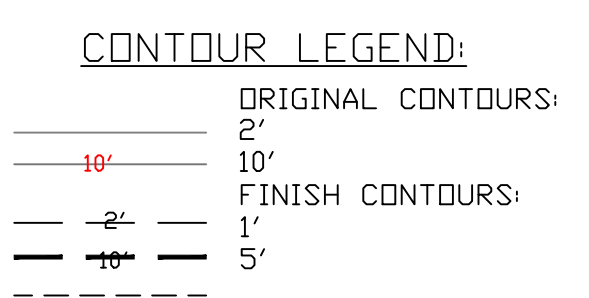 CONTOUR LEGEND:
ORIGINAL CONTOURS:
2'
10' 10'
FINISH CONTOURS:
2' 1'
10' 5'